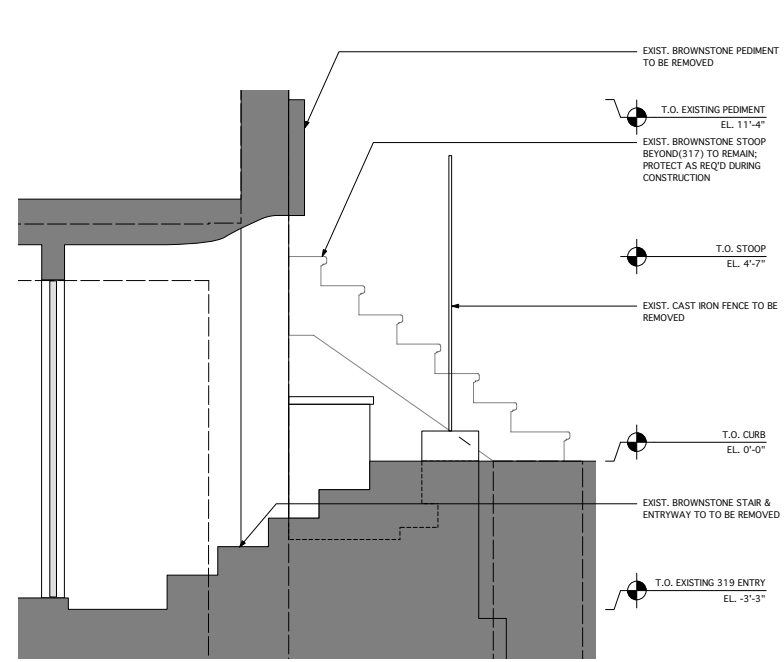 EXIST. BROWNSTONE PEDIMENT
TO BE REMOVED
T.O. EXISTING PEDIMENT
EL. 11'-4"
EXIST. BROWNSTONE STOOP
BEYOND(317) TO REMAIN;
PROTECT AS REQ'D DURING
CONSTRUCTION
T.O. STOOP
EL. 4'-7"
EXIST. CAST IRON FENCE TO BE
REMOVED
T.O. CURB
EL. 0'-0"
EXIST. BROWNSTONE STAIR &
ENTRYWAY TO TO BE REMOVED
T.O. EXISTING 319 ENTRY
EL. -3'-3"